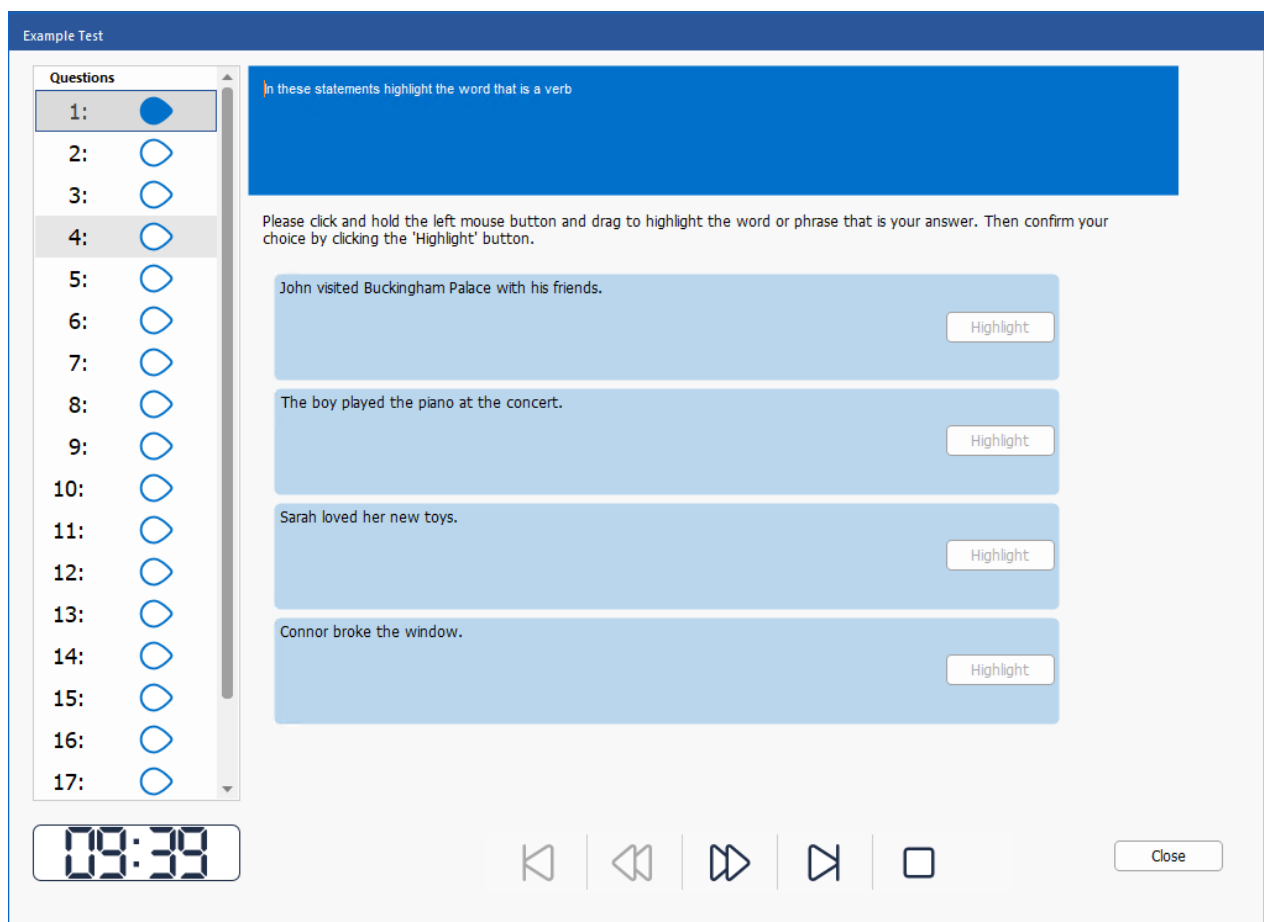 Example Test
Questions
1:
2:
3:
4:
5:
6:
7:
8:
9:
10:
11:
12:
13:
14:
15:
16:
17:
In these statements highlight the word that is a verb
Please click and hold the left mouse button and drag to highlight the word or phrase that is your answer. Then confirm your
choice by clicking the 'Highlight' button.
John visited Buckingham Palace with his friends.
Highlight
The boy played the piano at the concert.
Highlight
Sarah loved her new toys.
Highlight
Connor broke the window.
Highlight
09:39
Close